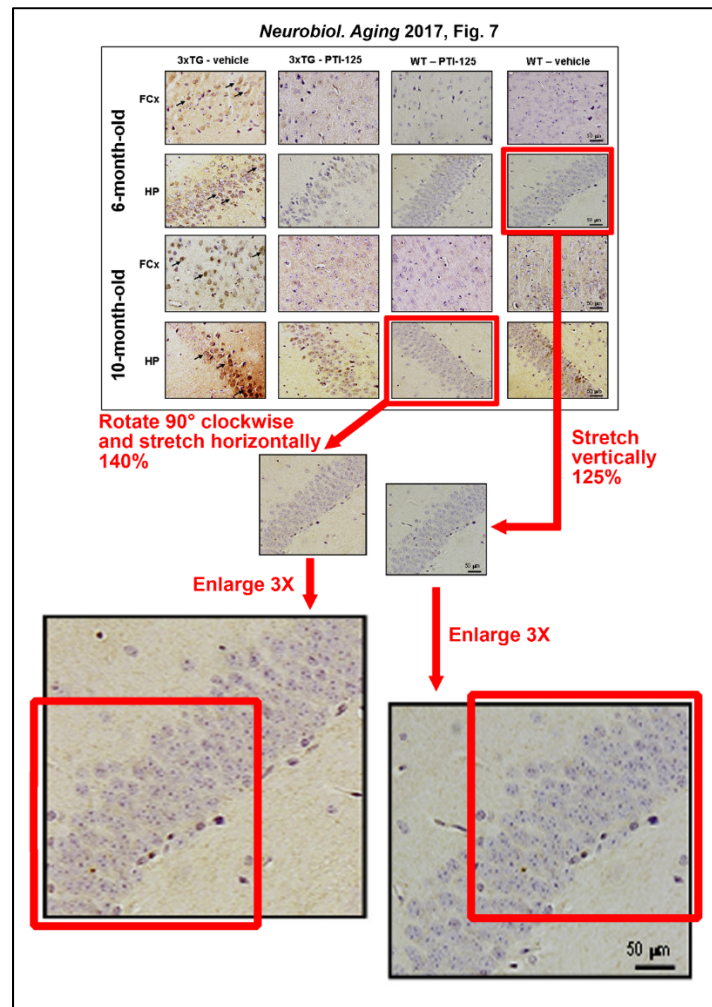 Neurobiol. Aging 2017, Fig. 7
3xTG - vehicle 3xTG - PTI-125 WT – PTI-125 WT – vehicle
6-month-old
FCx
50 µm
HP
50 µm
10-month-old
FCx
50 µm
HP
50 µm
Rotate 90° clockwise
and stretch horizontally
140%
Stretch
vertically
125%
50 µm
Enlarge 3X
Enlarge 3X
50 µm